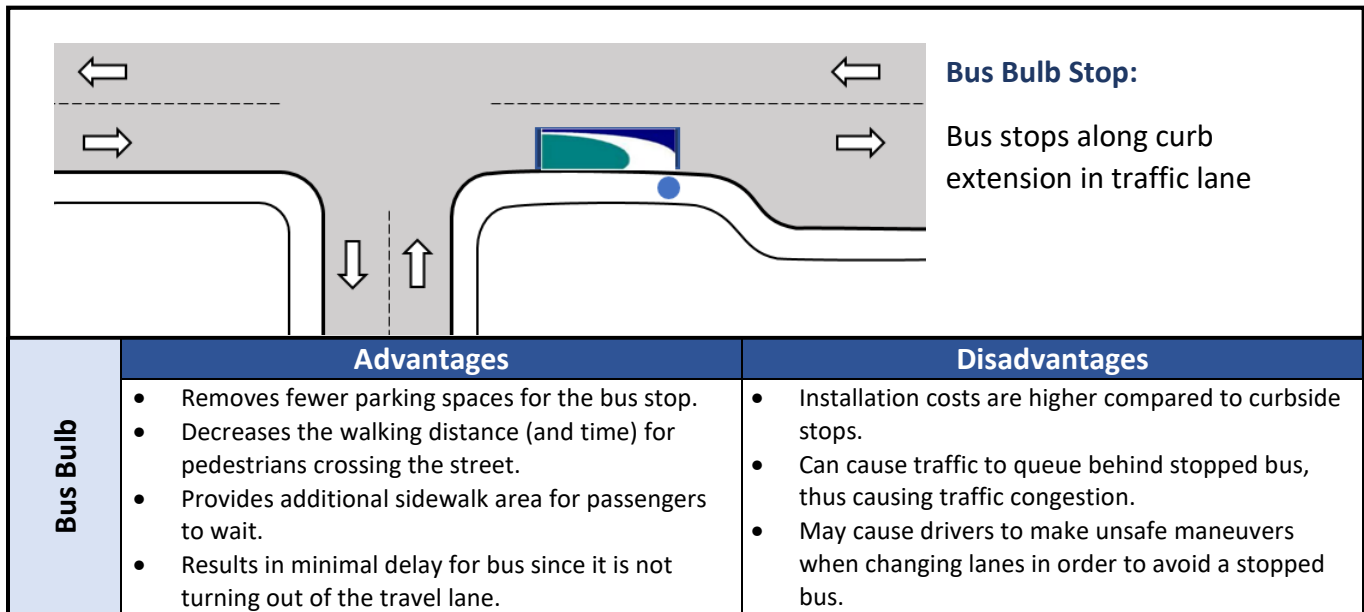 Bus Bulb Stop:
Bus stops along curb
extension in traffic lane
Bus Bulb
Advantages
• Removes fewer parking spaces for the bus stop.
• Decreases the walking distance (and time) for
pedestrians crossing the street.
• Provides additional sidewalk area for passengers
to wait.
• Results in minimal delay for bus since it is not
turning out of the travel lane.
Disadvantages
• Installation costs are higher compared to curbside
stops.
• Can cause traffic to queue behind stopped bus,
thus causing traffic congestion.
• May cause drivers to make unsafe maneuvers
when changing lanes in order to avoid a stopped
bus.